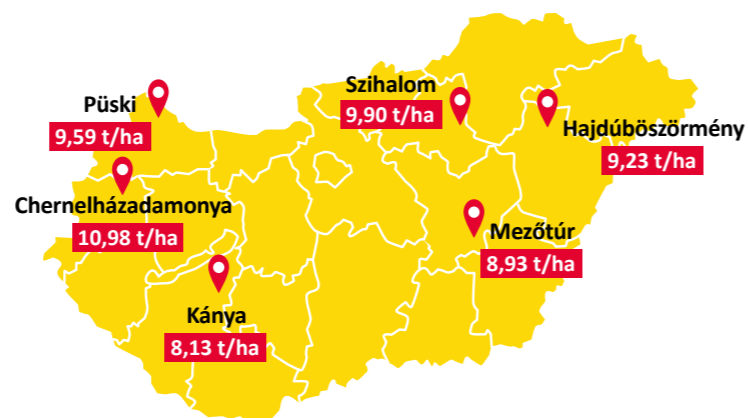 Szihalom
9,90 t/ha
Püski
9,59 t/ha
Hajdúböszörmény
9,23 t/ha
Chernelházadamonya
10,98 t/ha
Mezőtúr
8,93 t/ha
Kánya
8,13 t/ha